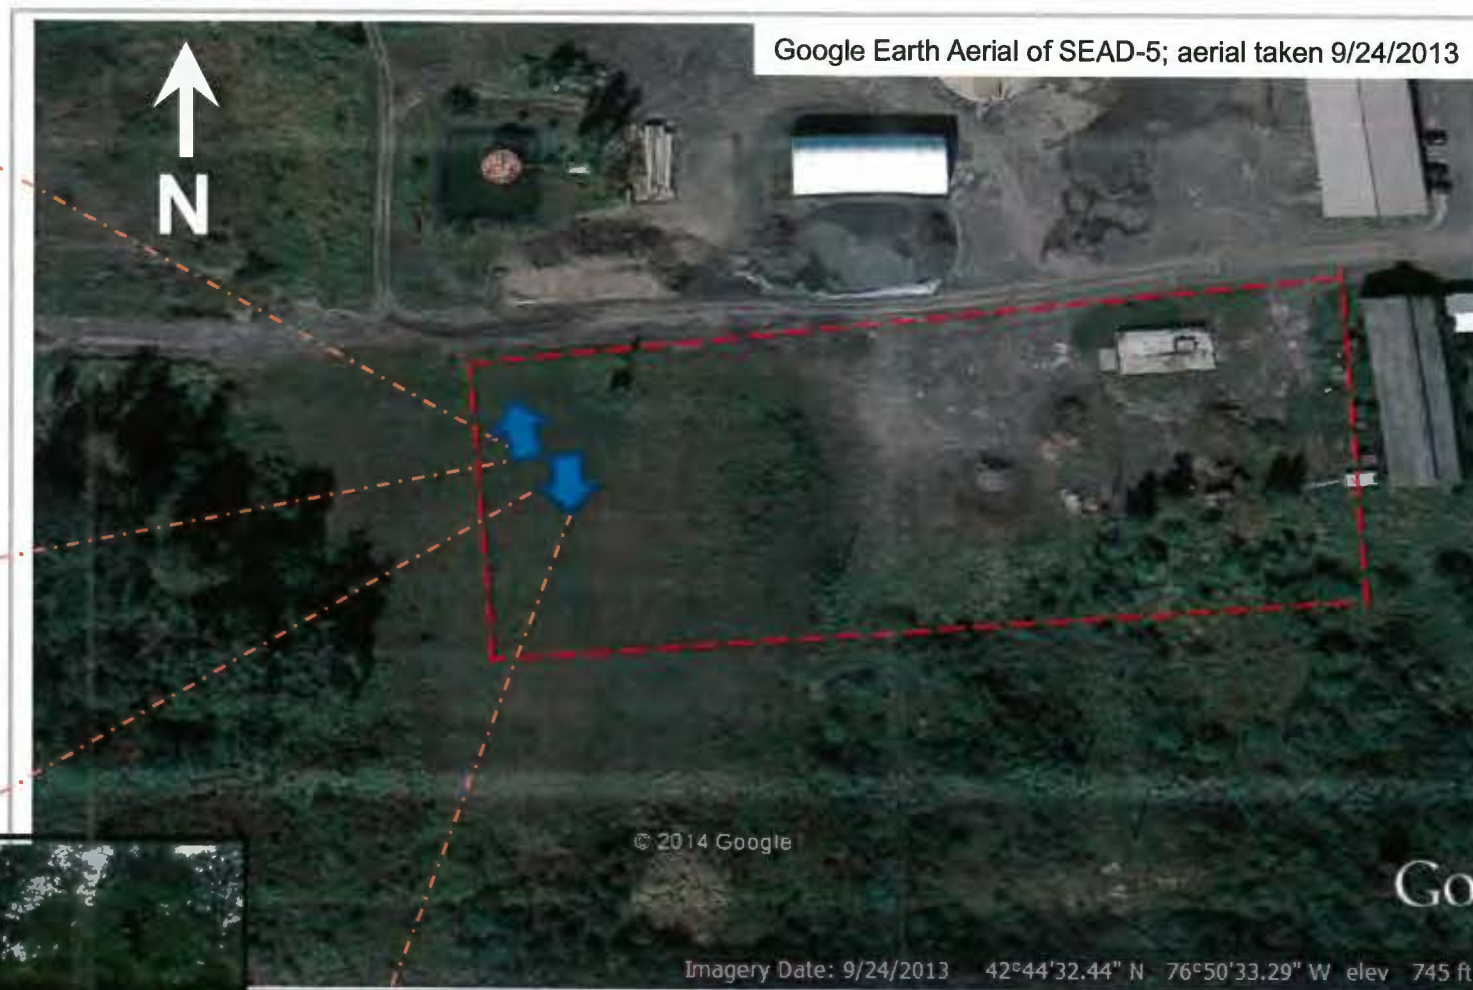 Google Earth Aerial of SEAD-5; aerial taken 9/24/2013
N
© 2014 Google
Go
Imagery Date: 9/24/2013 42°44'32.44" N 76°50'33.29" W elev 745 ft